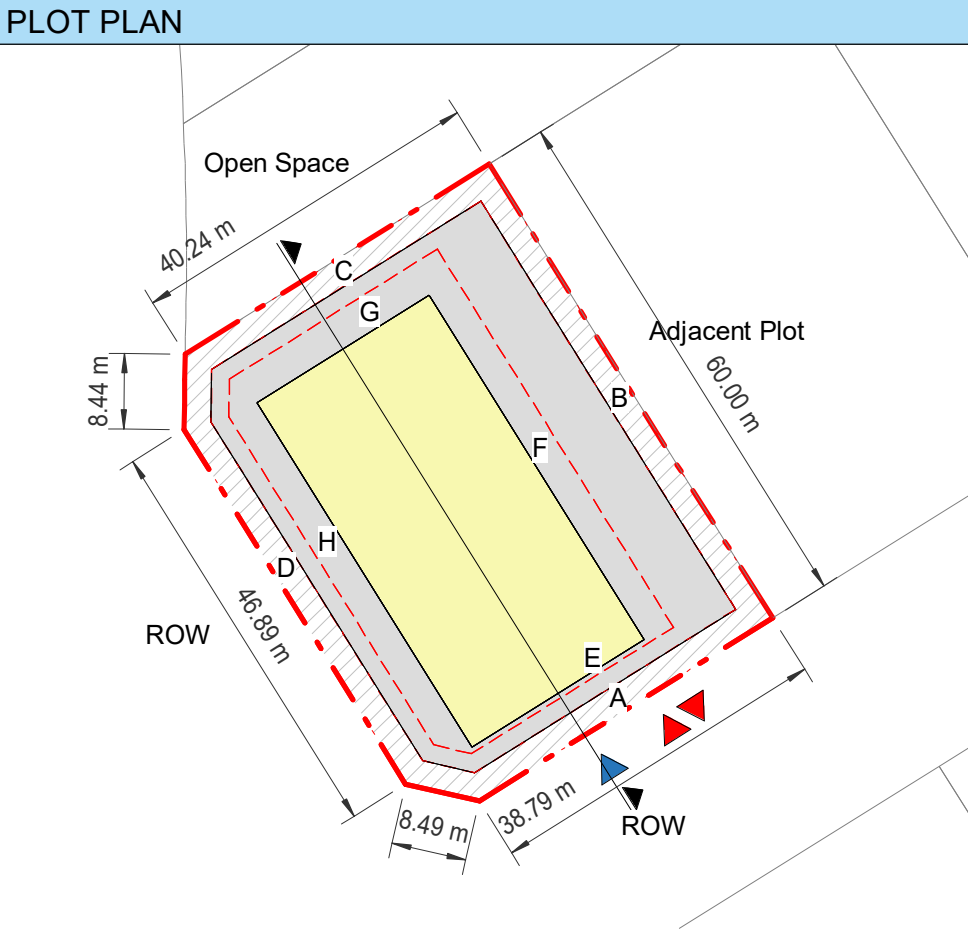 PLOT PLAN
Open Space
40.24 m
C
G
8.44 m
Adjacent Plot
60.00 m
B
F
H
D
46.89 m
ROW
E
A
38.79 m
8.49 m
ROW